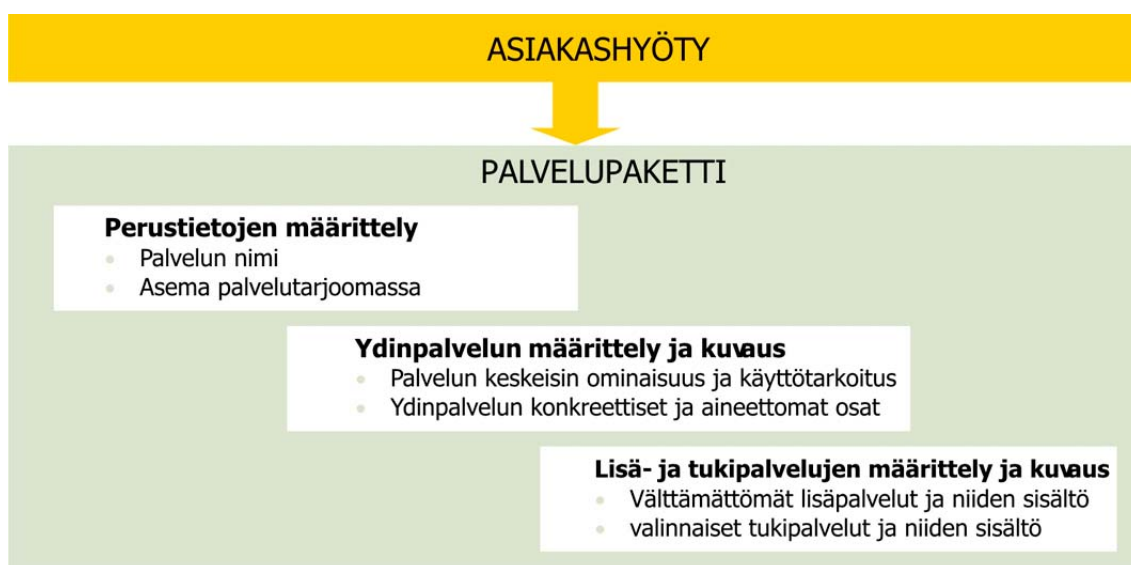 ASIAKASHYÖTY
PALVELUPAKETTI
Perustietojen määrittely
Palvelun nimi
Asema palvelutarjoomassa
Ydinpalvelun määrittely ja kuvaus
Palvelun keskeisin ominaisuus ja käyttötarkoitus
Ydinpalvelun konkreettiset ja aineettomat osat
Lisä- ja tukipalvelujen määrittely ja kuvaus
Välttämättömät lisäpalvelut ja niiden sisältö
valinnaiset tukipalvelut ja niiden sisältö